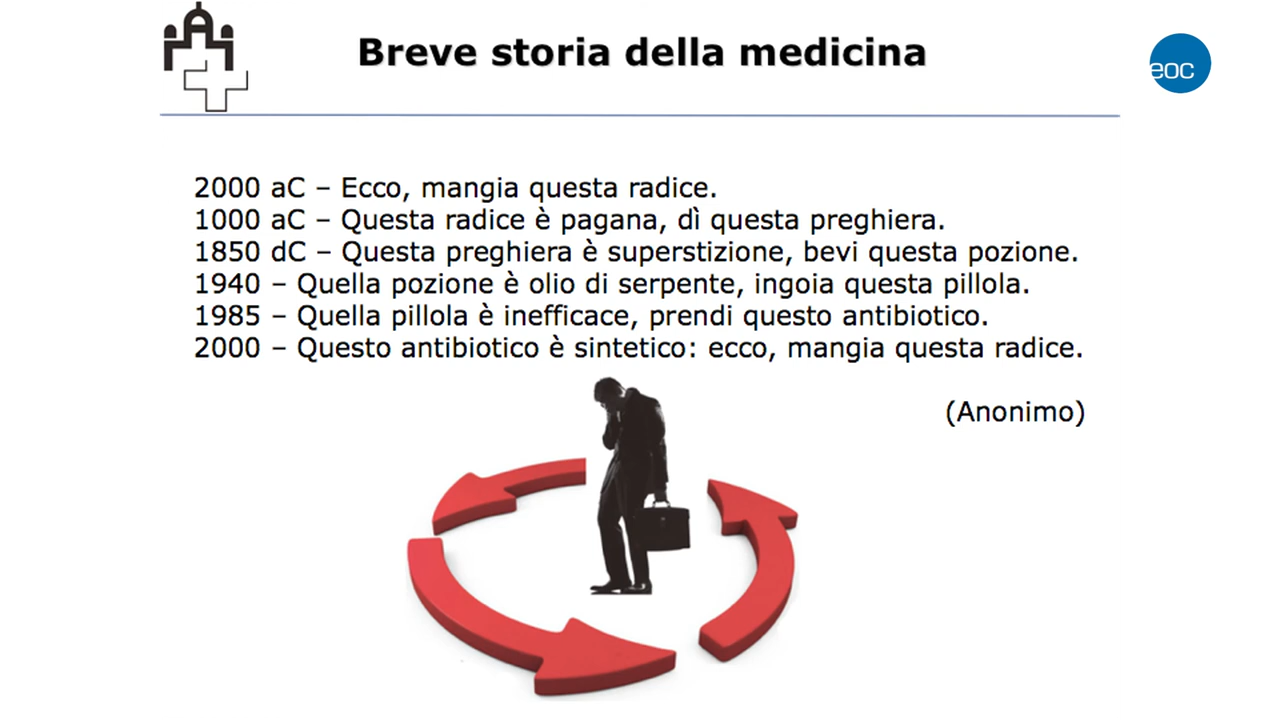 Breve storia della medicina
eoc
2000 aC – Ecco, mangia questa radice.
1000 aC – Questa radice è pagana, dì questa preghiera.
1850 dC – Questa preghiera è superstizione, bevi questa pozione.
1940 – Quella pozione è olio di serpente, ingoia questa pillola.
1985 – Quella pillola è inefficace, prendi questo antibiotico.
2000 – Questo antibiotico è sintetico: ecco, mangia questa radice.
(Anonimo)